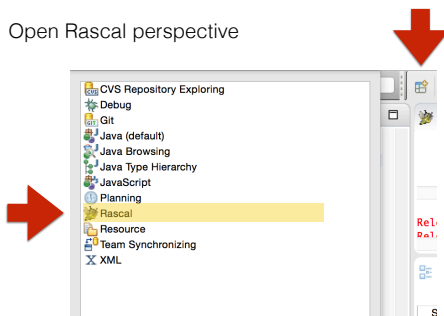 Open Rascal perspective
CVS Repository Exploring
Debug
Git
Java (default)
Java Browsing
Java Type Hierarchy
JavaScript
Planning
Rascal
Resource
Team Synchronizing
XML